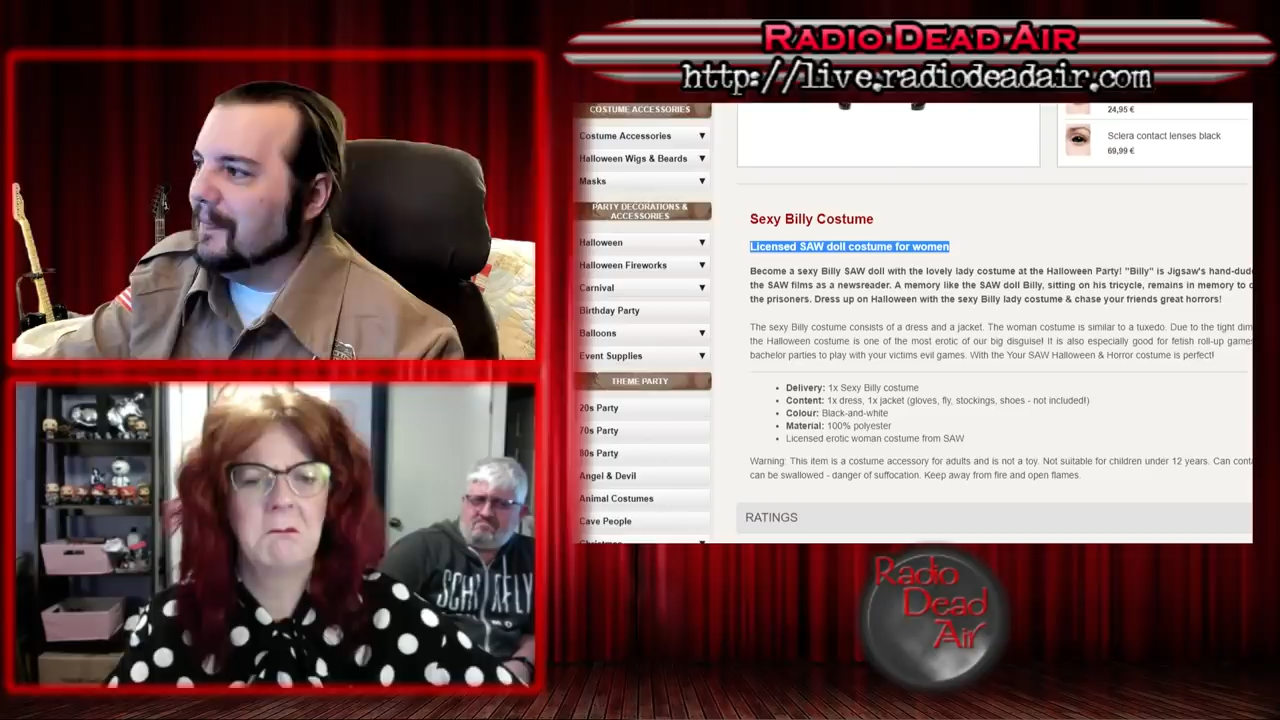 RADIO DEAD AIR
http://live.radiodeadair.com
COSTUME ACCESSORIES
Costume Accessories
Halloween Wigs & Beards
Masks
PARTY DECORATIONS &
ACCESSORIES
Halloween
Halloween Fireworks
Carnival
Birthday Party
Balloons
Event Supplies
THEME PARTY
20s Party
70s Party
80s Party
Angel & Devil
Animal Costumes
Cave People
24,95 €
Sclera contact lenses black
69,99 €
Sexy Billy Costume
Licensed SAW doll costume for women
Become a sexy Billy SAW doll with the lovely lady costume at the Halloween Party! "Billy" is Jigsaw's hand-dude
the SAW films as a newsreader. A memory like the SAW doll Billy, sitting on his tricycle, remains in memory to
the prisoners. Dress up on Halloween with the sexy Billy lady costume & chase your friends great horrors!
The sexy Billy costume consists of a dress and a jacket. The woman costume is similar to a tuxedo. Due to the tight
the Halloween costume is one of the most erotic of our big disguise! It is also especially good for fetish roll-up games
bachelor parties to play with your victims evil games. With the Your SAW Halloween & Horror costume is perfect!
Delivery: 1x Sexy Billy costume
Content: 1x dress, 1x jacket (gloves, fly, stockings, shoes - not included!)
Colour: Black-and-white
Material: 100% polyester
Licensed erotic woman costume from SAW
Warning: This item is a costume accessory for adults and is not a toy. Not suitable for children under 12 years. Can
can be swallowed - danger of suffocation. Keep away from fire and open flames.
RATINGS
Radio
Dead
Air